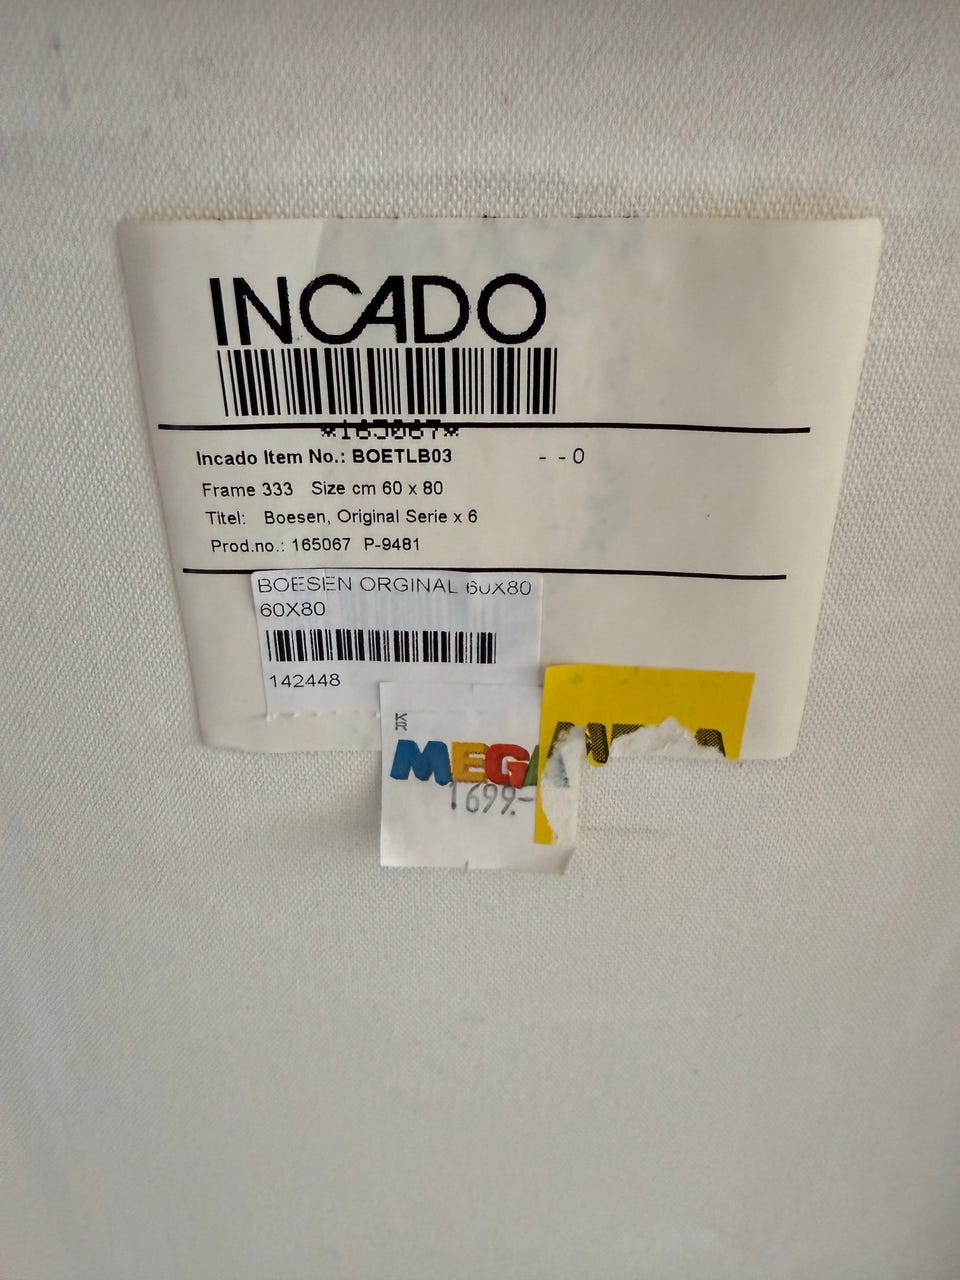 INCADO
*165067*
Incado Item No.: BOETLB03 - - 0
Frame 333 Size cm 60 x 80
Titel: Boesen, Original Serie x 6
Prod.no.: 165067 P-9481
BOESEN ORGINAL 60X80
60X80
142448
KR
MEGA
1699.-